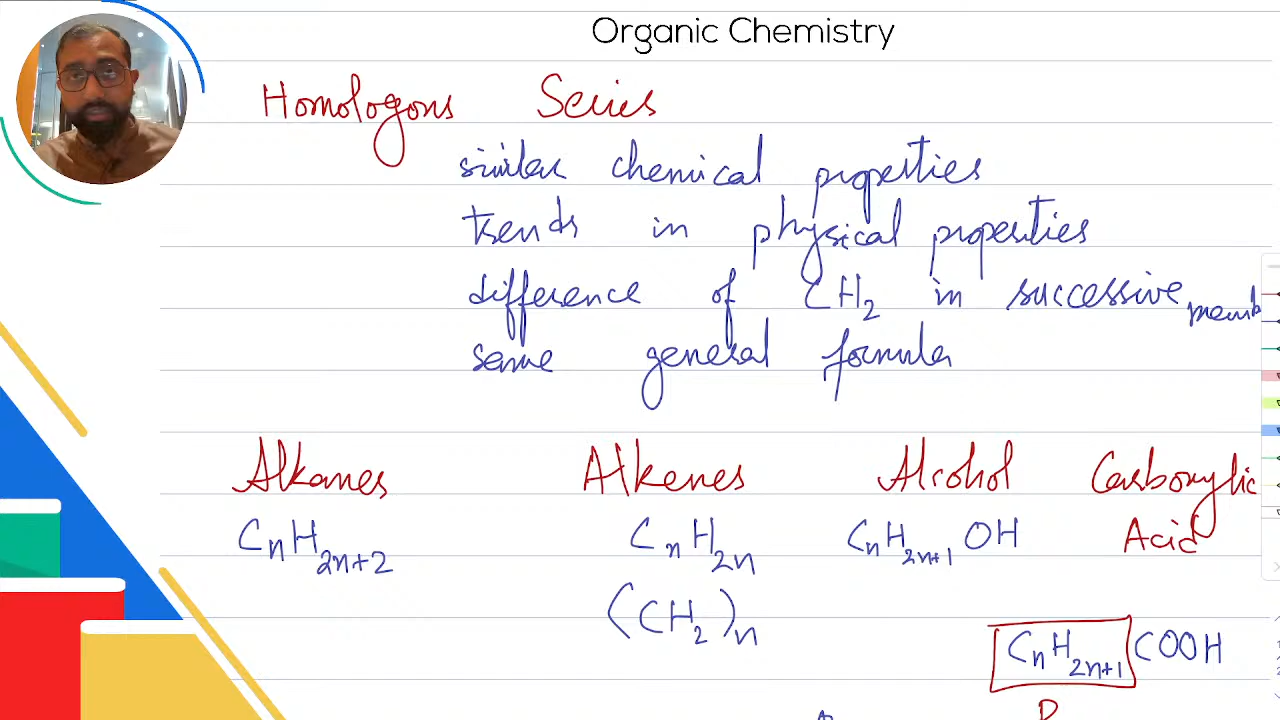 Organic Chemistry
Homologous Series
similar chemical properties
trends in physical properties
difference of CH₂ in successive memb
same general formula
Alkanes Alkenes Alcohol Carboxylic
CₙH₂ₙ₊₂ CₙH₂ₙ CₙH₂ₙ₊₁ OH Acid
(CH₂)ₙ
CₙH₂ₙ₊₁ COOH